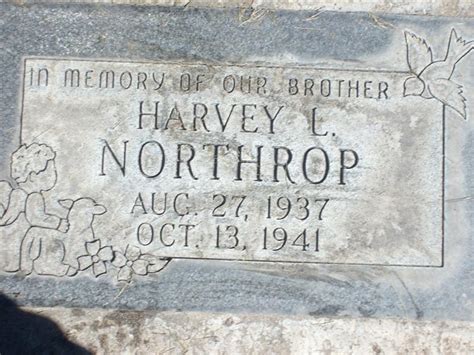 IN MEMORY OF OUR BROTHER
HARVEY L.
NORTHROP
AUG. 27, 1937
OCT. 13, 1941